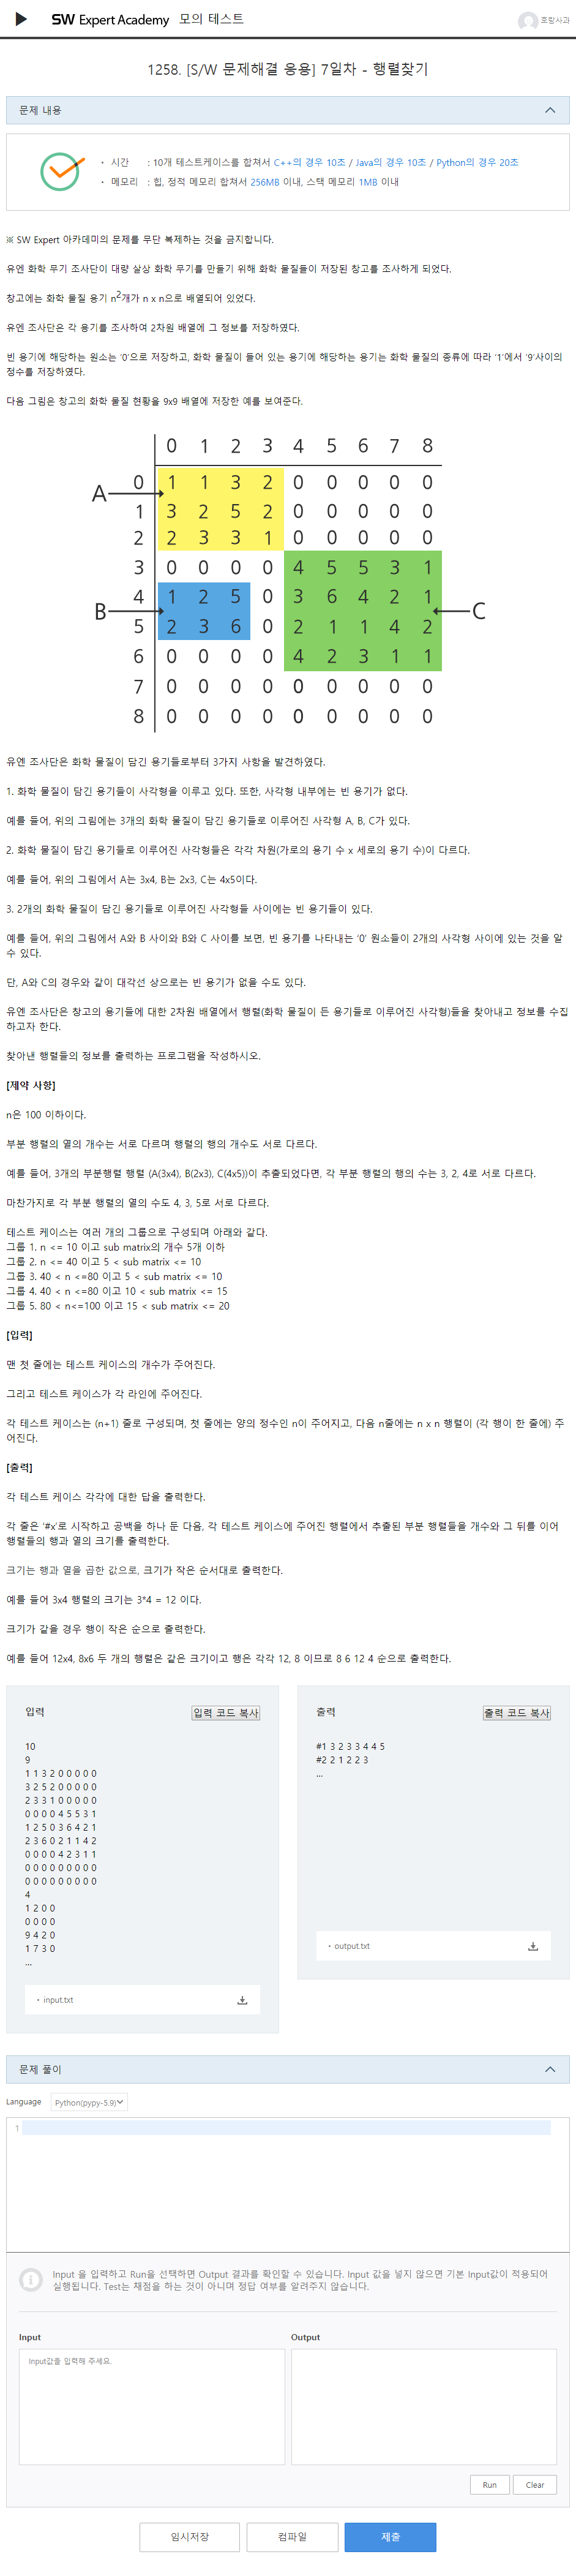 SW Expert Academy 모의 테스트
호랑사과
1258. [S/W 문제해결 응용] 7일차 - 행렬찾기
문제 내용
· 시간 : 10개 테스트케이스를 합쳐서 C++의 경우 10초 / Java의 경우 10초 / Python의 경우 20초
· 메모리 : 힙, 정적 메모리 합쳐서 256MB 이내, 스택 메모리 1MB 이내
※ SW Expert 아카데미의 문제를 무단 복제하는 것을 금지합니다.
유엔 화학 무기 조사단이 대량 살상 화학 무기를 만들기 위해 화학 물질들이 저장된 창고를 조사하게 되었다.
창고에는 화학 물질 용기 n2개가 n x n으로 배열되어 있었다.
유엔 조사단은 각 용기를 조사하여 2차원 배열에 그 정보를 저장하였다.
빈 용기에 해당하는 원소는 '0'으로 저장하고, 화학 물질이 들어 있는 용기에 해당하는 용기는 화학 물질의 종류에 따라 '1'에서 '9'사이의
정수를 저장하였다.
다음 그림은 창고의 화학 물질 현황을 9x9 배열에 저장한 예를 보여준다.
0 1 2 3 4 5 6 7 8
A
0 1 1 3 2 0 0 0 0 0
1 3 2 5 2 0 0 0 0 0
2 2 3 3 1 0 0 0 0 0
3 0 0 0 0 4 5 5 3 1
4 1 2 5 0 3 6 4 2 1
B C
5 2 3 6 0 2 1 1 4 2
6 0 0 0 0 4 2 3 1 1
7 0 0 0 0 0 0 0 0 0
8 0 0 0 0 0 0 0 0 0
유엔 조사단은 화학 물질이 담긴 용기들로부터 3가지 사항을 발견하였다.
1. 화학 물질이 담긴 용기들이 사각형을 이루고 있다. 또한, 사각형 내부에는 빈 용기가 없다.
예를 들어, 위의 그림에는 3개의 화학 물질이 담긴 용기들로 이루어진 사각형 A, B, C가 있다.
2. 화학 물질이 담긴 용기들로 이루어진 사각형들은 각각 차원(가로의 용기 수 x 세로의 용기 수)이 다르다.
예를 들어, 위의 그림에서 A는 3x4, B는 2x3, C는 4x5이다.
3. 2개의 화학 물질이 담긴 용기들로 이루어진 사각형들 사이에는 빈 용기들이 있다.
예를 들어, 위의 그림에서 A와 B 사이와 B와 C 사이를 보면, 빈 용기를 나타내는 '0' 원소들이 2개의 사각형 사이에 있는 것을 알
수 있다.
단, A와 C의 경우와 같이 대각선 상으로는 빈 용기가 없을 수도 있다.
유엔 조사단은 창고의 용기들에 대한 2차원 배열에서 행렬(화학 물질이 든 용기들로 이루어진 사각형)들을 찾아내고 정보를 수집
하고자 한다.
찾아낸 행렬들의 정보를 출력하는 프로그램을 작성하시오.
[제약 사항]
n은 100 이하이다.
부분 행렬의 열의 개수는 서로 다르며 행렬의 행의 개수도 서로 다르다.
예를 들어, 3개의 부분행렬 행렬 (A(3x4), B(2x3), C(4x5))이 추출되었다면, 각 부분 행렬의 행의 수는 3, 2, 4로 서로 다르다.
마찬가지로 각 부분 행렬의 열의 수도 4, 3, 5로 서로 다르다.
테스트 케이스는 여러 개의 그룹으로 구성되며 아래와 같다.
그룹 1. n <= 10 이고 sub matrix의 개수 5개 이하
그룹 2. n <= 40 이고 5 < sub matrix <= 10
그룹 3. 40 < n <=80 이고 5 < sub matrix <= 10
그룹 4. 40 < n <=80 이고 10 < sub matrix <= 15
그룹 5. 80 < n<=100 이고 15 < sub matrix <= 20
[입력]
맨 첫 줄에는 테스트 케이스의 개수가 주어진다.
그리고 테스트 케이스가 각 라인에 주어진다.
각 테스트 케이스는 (n+1) 줄로 구성되며, 첫 줄에는 양의 정수인 n이 주어지고, 다음 n줄에는 n x n 행렬이 (각 행이 한 줄에) 주
어진다.
[출력]
각 테스트 케이스 각각에 대한 답을 출력한다.
각 줄은 '#x'로 시작하고 공백을 하나 둔 다음, 각 테스트 케이스에 주어진 행렬에서 추출된 부분 행렬들을 개수와 그 뒤를 이어
행렬들의 행과 열의 크기를 출력한다.
크기는 행과 열을 곱한 값으로, 크기가 작은 순서대로 출력한다.
예를 들어 3x4 행렬의 크기는 3*4 = 12 이다.
크기가 같을 경우 행이 작은 순으로 출력한다.
예를 들어 12x4, 8x6 두 개의 행렬은 같은 크기이고 행은 각각 12, 8 이므로 8 6 12 4 순으로 출력한다.
입력 입력 코드 복사
10
9
1 1 3 2 0 0 0 0 0
3 2 5 2 0 0 0 0 0
2 3 3 1 0 0 0 0 0
0 0 0 0 4 5 5 3 1
1 2 5 0 3 6 4 2 1
2 3 6 0 2 1 1 4 2
0 0 0 0 4 2 3 1 1
0 0 0 0 0 0 0 0 0
0 0 0 0 0 0 0 0 0
4
1 2 0 0
0 0 0 0
9 4 2 0
1 7 3 0
...
· input.txt
출력 출력 코드 복사
#1 3 2 3 3 4 4 5
#2 2 1 2 2 3
...
· output.txt
문제 풀이
Language Python(pypy-5.9)
1
Input 을 입력하고 Run을 선택하면 Output 결과를 확인할 수 있습니다. Input 값을 넣지 않으면 기본 Input값이 적용되어
실행됩니다. Test는 채점을 하는 것이 아니며 정답 여부를 알려주지 않습니다.
Input Output
Input값을 입력해 주세요.
Run Clear
임시저장 컴파일 제출